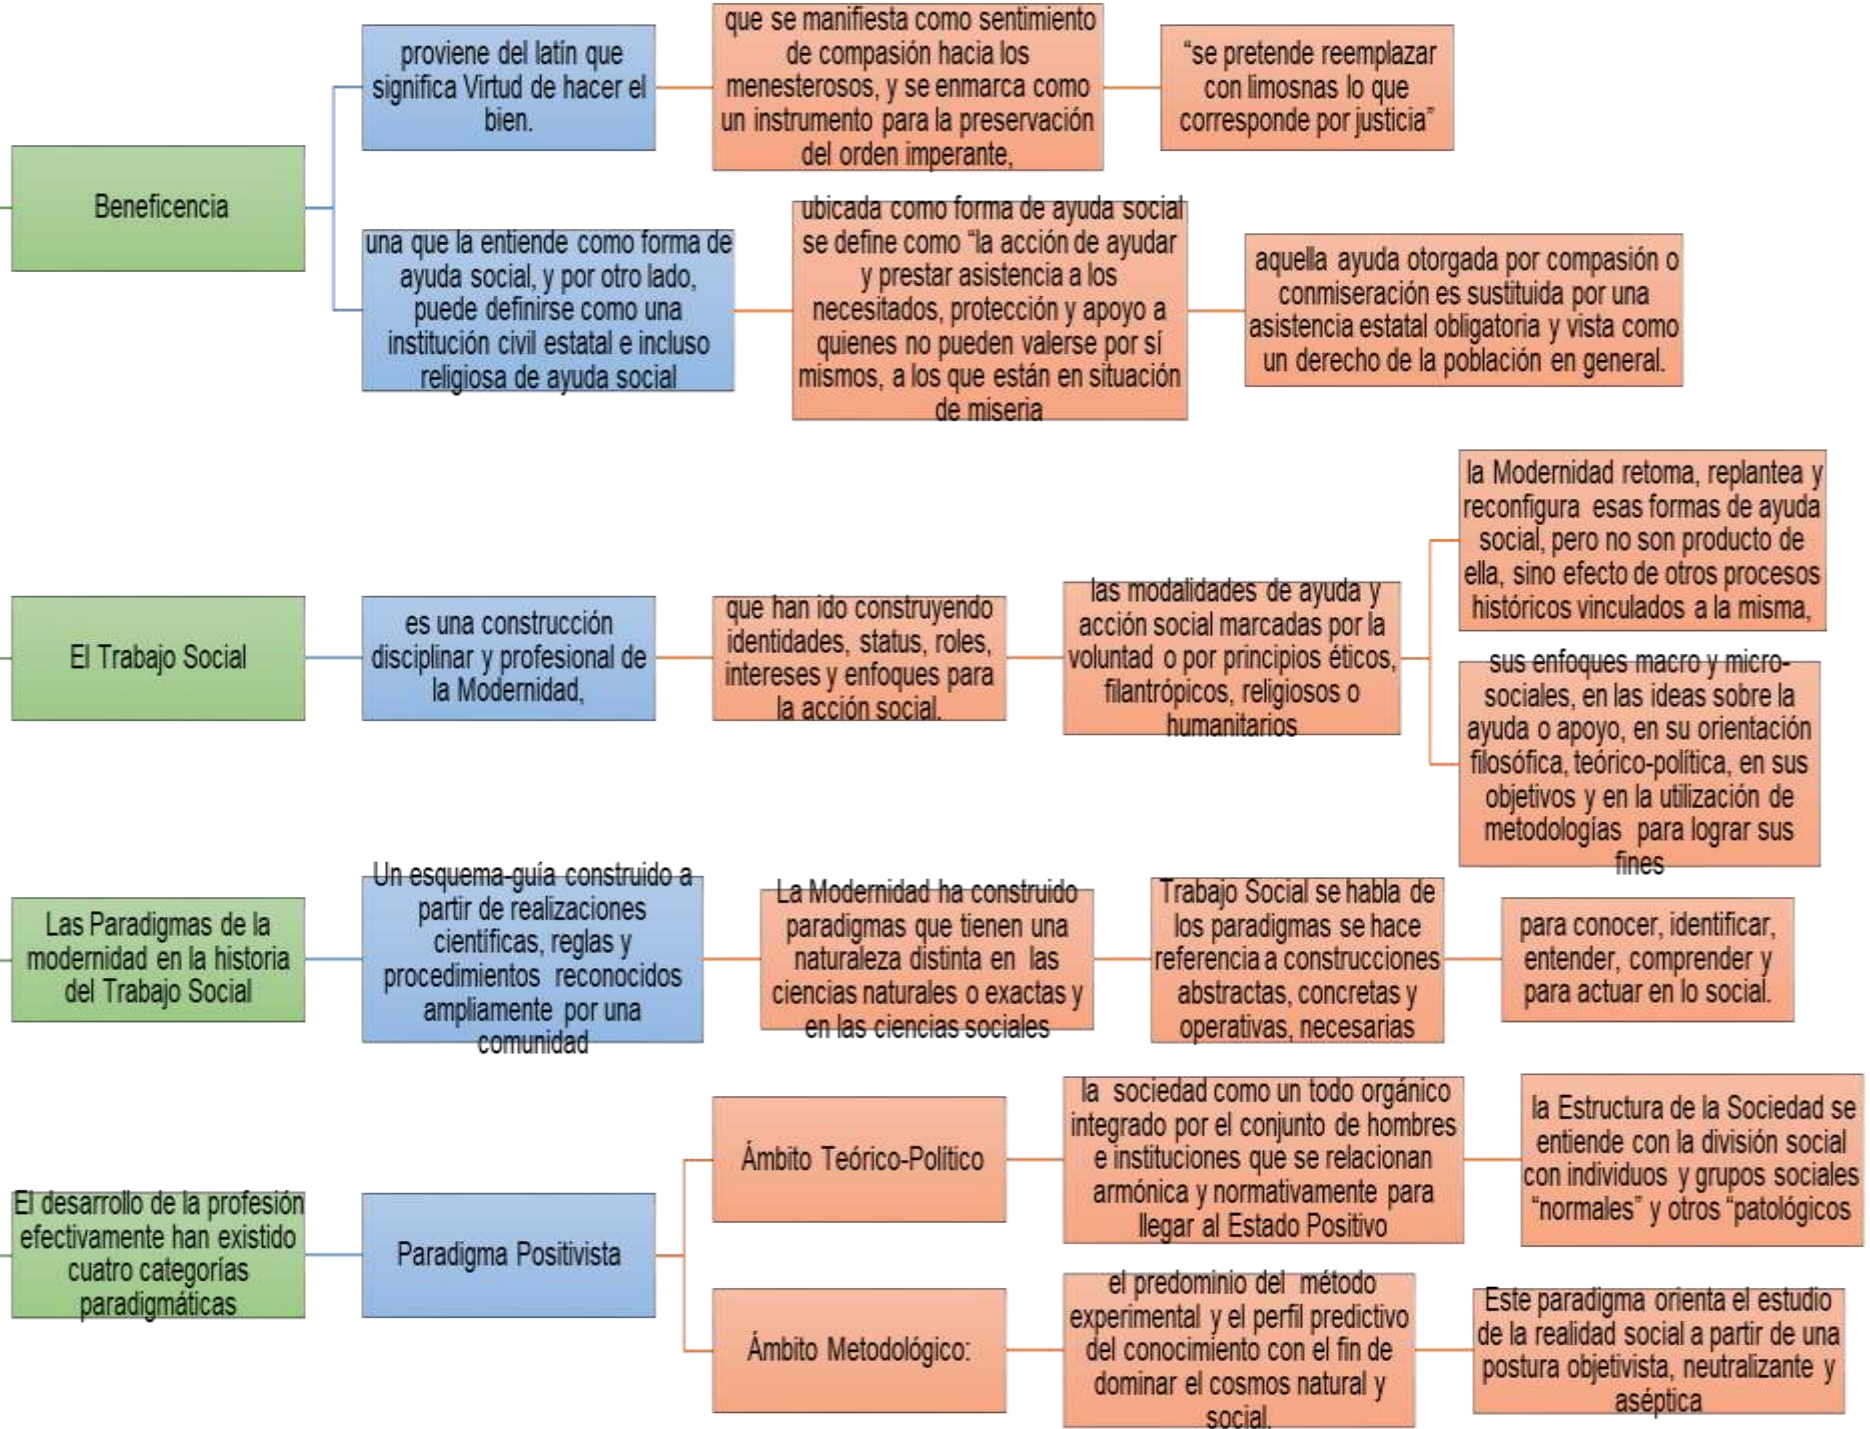 Beneficencia
proviene del latín que
significa Virtud de hacer el
bien.
que se manifiesta como sentimiento
de compasión hacia los
menesterosos, y se enmarca como
un instrumento para la preservación
del orden imperante,
“se pretende reemplazar
con limosnas lo que
corresponde por justicia”
una que la entiende como forma de
ayuda social, y por otro lado,
puede definirse como una
institución civil estatal e incluso
religiosa de ayuda social
ubicada como forma de ayuda social
se define como “la acción de ayudar
y prestar asistencia a los
necesitados, protección y apoyo a
quienes no pueden valerse por sí
mismos, a los que están en situación
de miseria
aquella ayuda otorgada por compasión o
conmiseración es sustituida por una
asistencia estatal obligatoria y vista como
un derecho de la población en general.
El Trabajo Social
es una construcción
disciplinar y profesional de
la Modernidad,
que han ido construyendo
identidades, status, roles,
intereses y enfoques para
la acción social.
las modalidades de ayuda y
acción social marcadas por la
voluntad o por principios éticos,
filantrópicos, religiosos o
humanitarios
la Modernidad retoma, replantea y
reconfigura esas formas de ayuda
social, pero no son producto de
ella, sino efecto de otros procesos
históricos vinculados a la misma,
sus enfoques macro y micro-
sociales, en las ideas sobre la
ayuda o apoyo, en su orientación
filosófica, teórico-política, en sus
objetivos y en la utilización de
metodologías para lograr sus
fines
Las Paradigmas de la
modernidad en la historia
del Trabajo Social
Un esquema-guía construido a
partir de realizaciones
científicas, reglas y
procedimientos reconocidos
ampliamente por una
comunidad
La Modernidad ha construido
paradigmas que tienen una
naturaleza distinta en las
ciencias naturales o exactas y
en las ciencias sociales
Trabajo Social se habla de
los paradigmas se hace
referencia a construcciones
abstractas, concretas y
operativas, necesarias
para conocer, identificar,
entender, comprender y
para actuar en lo social.
El desarrollo de la profesión
efectivamente han existido
cuatro categorías
paradigmáticas
Paradigma Positivista
Ámbito Teórico-Político
la sociedad como un todo orgánico
integrado por el conjunto de hombres
e instituciones que se relacionan
armónica y normativamente para
llegar al Estado Positivo
la Estructura de la Sociedad se
entiende con la división social
con individuos y grupos sociales
“normales” y otros “patológicos
Ámbito Metodológico:
el predominio del método
experimental y el perfil predictivo
del conocimiento con el fin de
dominar el cosmos natural y
social.
Este paradigma orienta el estudio
de la realidad social a partir de una
postura objetivista, neutralizante y
aséptica